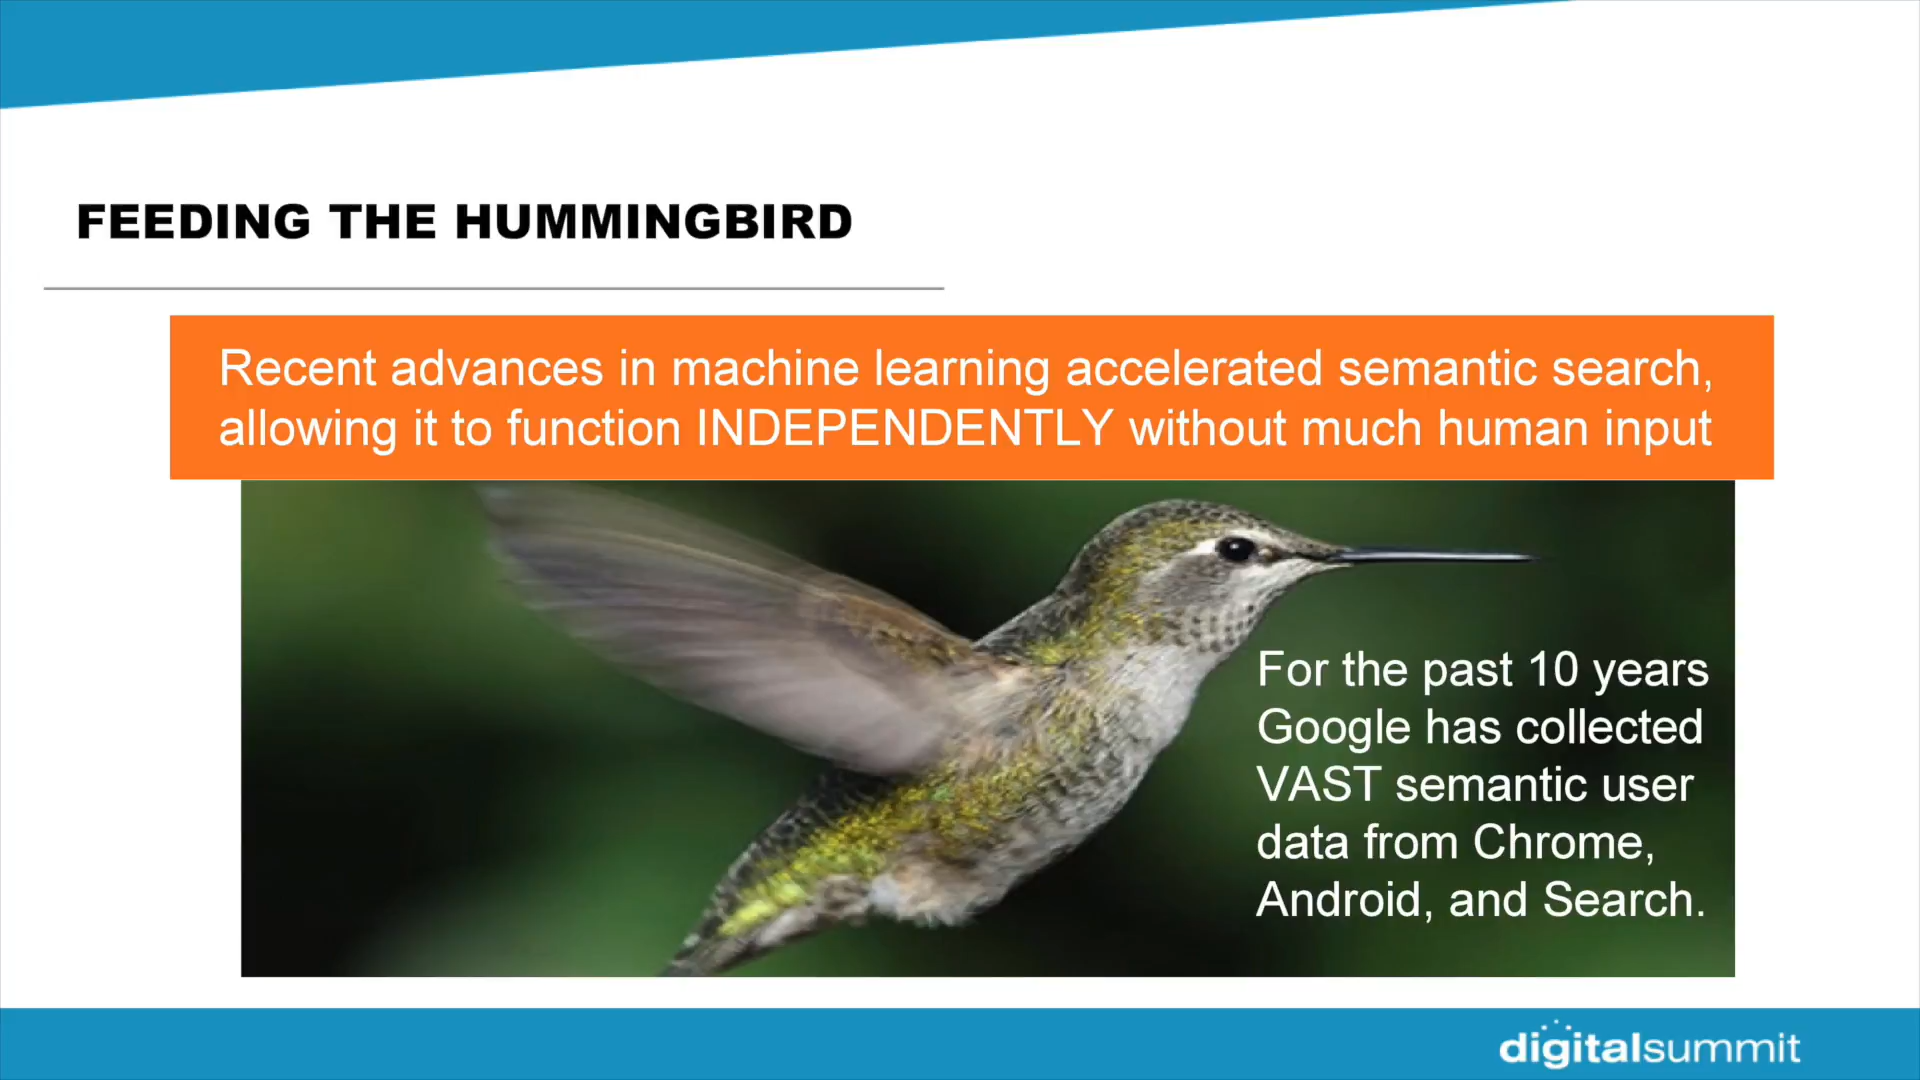 FEEDING THE HUMMINGBIRD
Recent advances in machine learning accelerated semantic search,
allowing it to function INDEPENDENTLY without much human input
For the past 10 years
Google has collected
VAST semantic user
data from Chrome,
Android, and Search.
digitalsummit